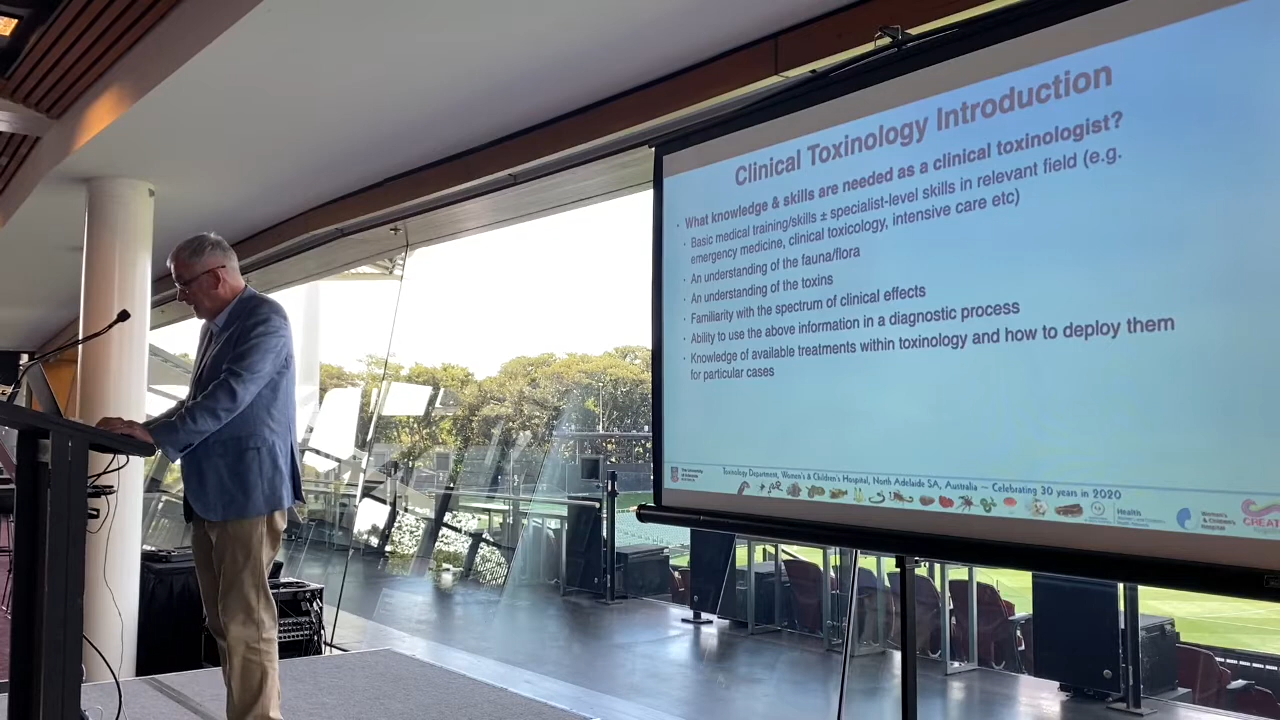 Clinical Toxinology Introduction
· What knowledge & skills are needed as a clinical toxinologist?
· Basic medical training/skills ± specialist-level skills in relevant field (e.g.
emergency medicine, clinical toxicology, intensive care etc)
· An understanding of the fauna/flora
· An understanding of the toxins
· Familiarity with the spectrum of clinical effects
· Ability to use the above information in a diagnostic process
· Knowledge of available treatments within toxinology and how to deploy them
for particular cases
Toxinology Department, Women's & Children's Hospital, North Adelaide SA, Australia ~ Celebrating 30 years in 2020
The University
of Adelaide
Health
Women's
& Children's
Hospital